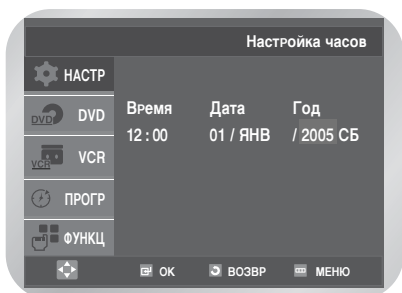 Настройка часов
НАСТР
DVD DVD
Время Дата Год
12 : 00 01 / ЯНВ / 2005 СБ
VCR VCR
ПРОГР
ФУНКЦ
ОК ВОЗВР МЕНЮ